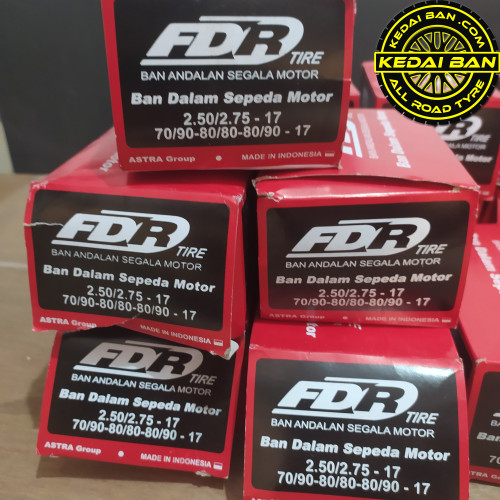 KEDAI BAN .com
KEDAI BAN
ALL ROAD TYRE
FDR TIRE
BAN ANDALAN SEGALA MOTOR
Ban Dalam Sepeda Motor
2.50/2.75 - 17
70/90-80/80-80/90 - 17
ASTRA Group MADE IN INDONESIA
FDR TIRE
BAN ANDALAN SEGALA MOTOR
Ban Dalam Sepeda Motor
2.50/2.75 - 17
70/90-80/80-80/90 - 17
ASTRA Group MADE IN INDONESIA
FDR TIRE
BAN ANDALAN SEGALA MOTOR
Ban Dalam Sepeda Motor
2.50/2.75 - 17
70/90-80/80-80/90 - 17
ASTRA Group MADE IN INDONESIA
FDR TIRE
BAN ANDALAN SEGALA MOTOR
Ban Dalam Sepeda Motor
2.50/2.75 - 17
70/90-80/80-80/90 - 17
ASTRA Group MADE IN INDONESIA
FDR TIRE
BAN ANDALAN SEGALA MOTOR
Ban Dalam Sepeda Motor
2.50/2.75 - 17
70/90-80/80-80/90 - 17